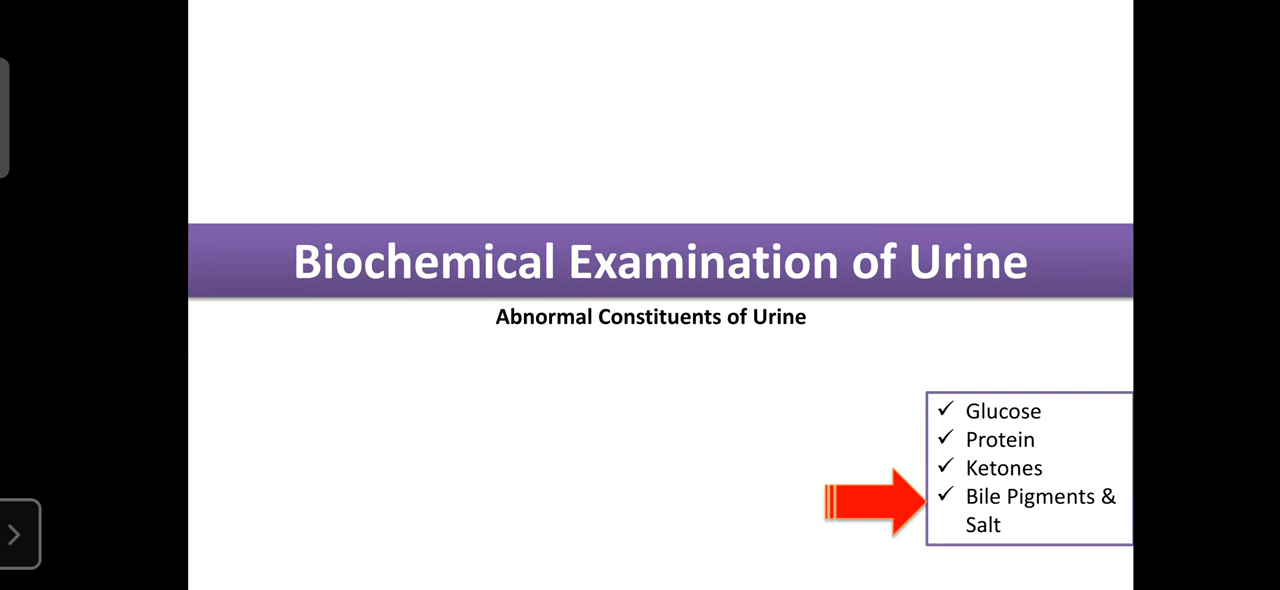 Biochemical Examination of Urine
Abnormal Constituents of Urine
✓ Glucose
✓ Protein
✓ Ketones
✓ Bile Pigments &
Salt